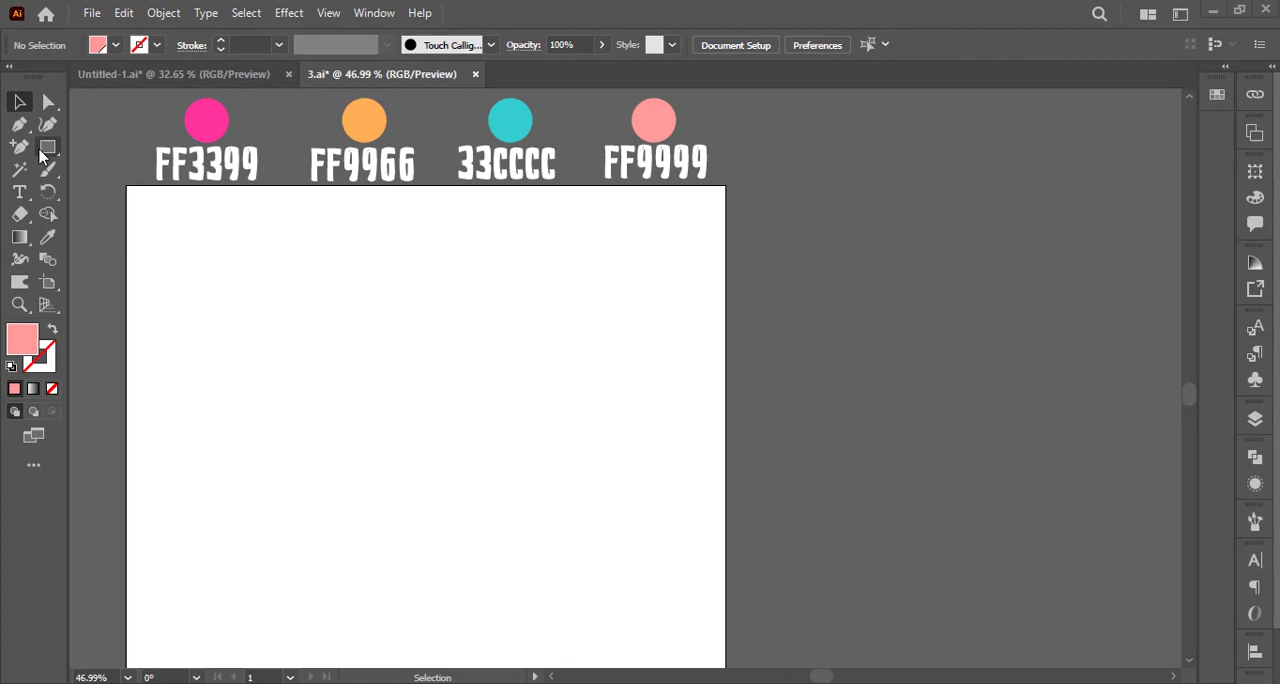 Ai File Edit Object Type Select Effect View Window Help
No Selection Stroke: Touch Callig... Opacity: 100% Style: Document Setup Preferences
Untitled-1.ai* @ 32.65 % (RGB/Preview) 3.ai* @ 46.99 % (RGB/Preview)
FF3399 FF9966 33CCCC FF9999
46.99% 0° 1 Selection